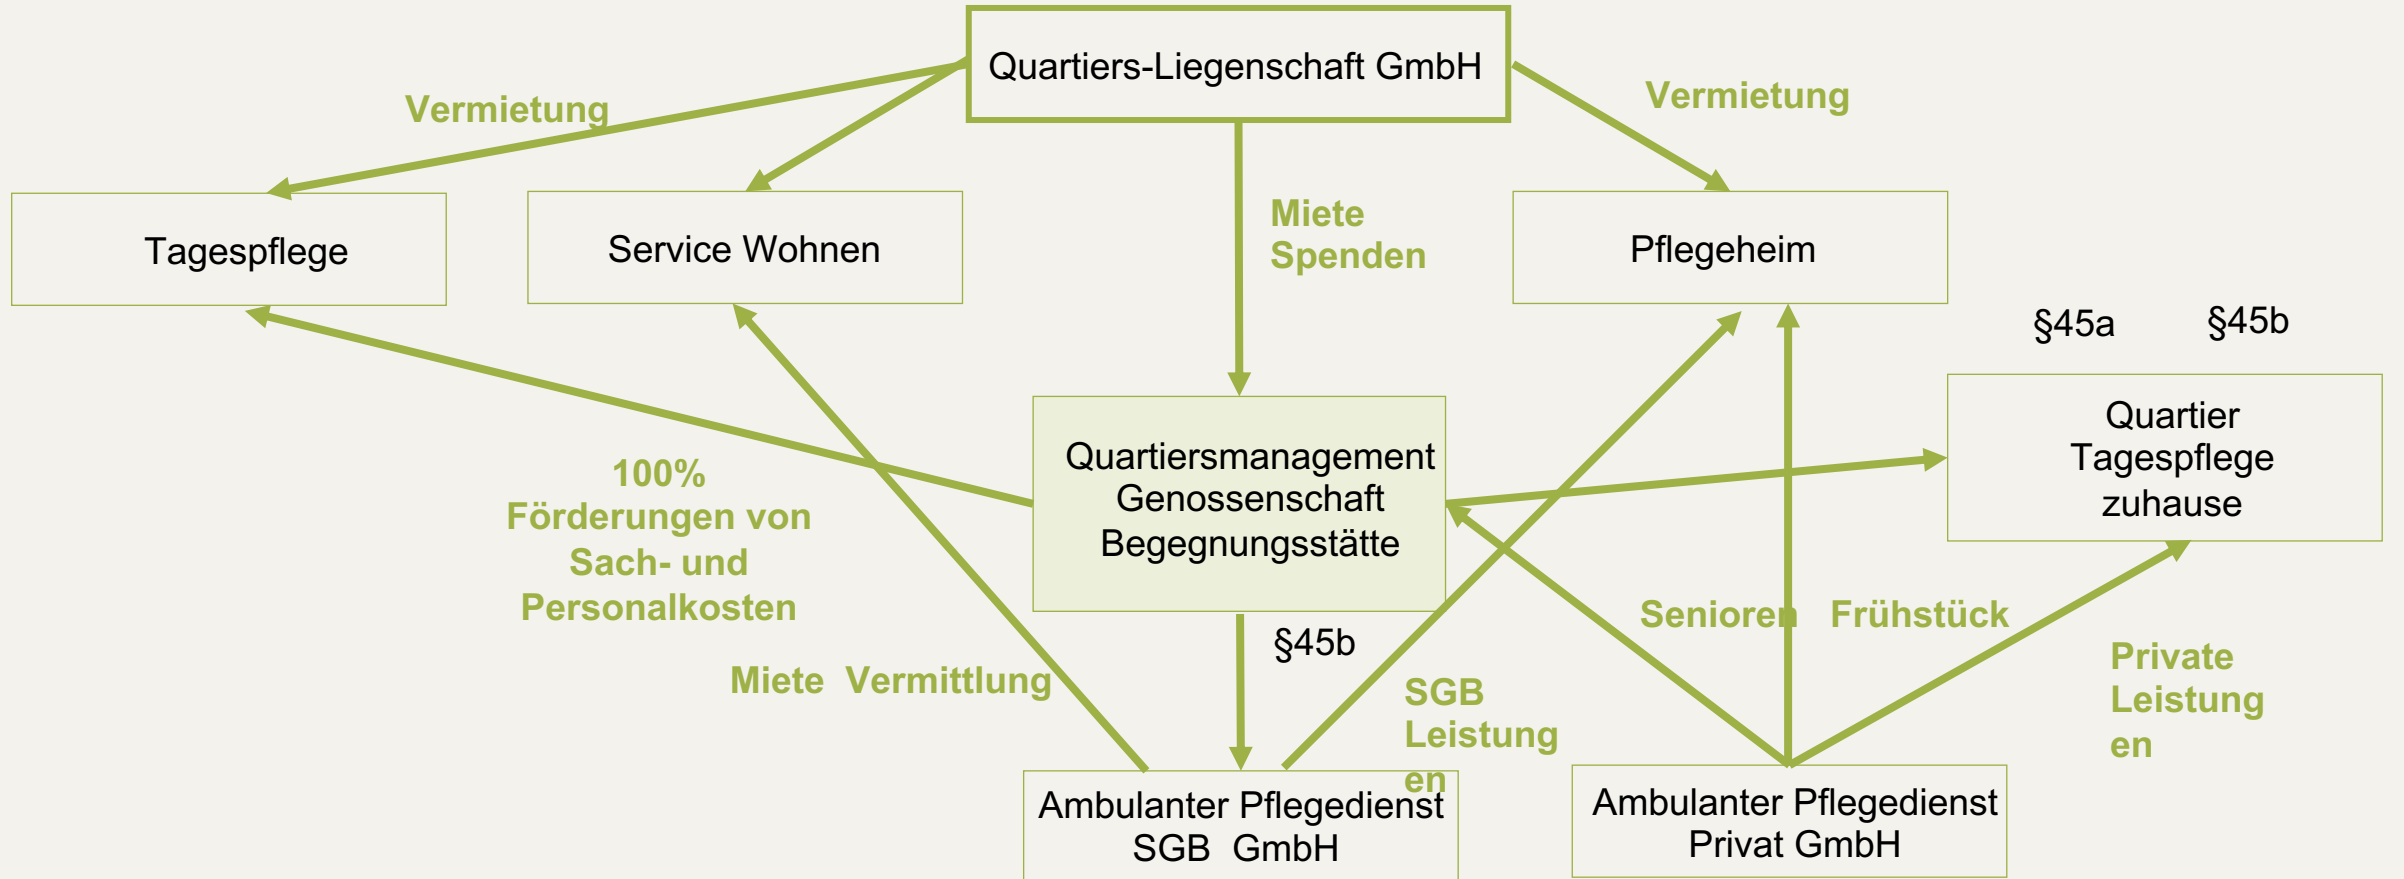 Quartiers-Liegenschaft GmbH
Vermietung
Vermietung
Tagespflege
Service Wohnen
Miete
Spenden
Pflegeheim
§45a
§45b
Quartiersmanagement
Genossenschaft
Begegnungsstätte
Quartier
Tagespflege
zuhause
100%
Förderungen von
Sach- und
Personalkosten
§45b
Senioren Frühstück
Miete Vermittlung
SGB
Leistung
en
Private
Leistung
en
Ambulanter Pflegedienst
SGB GmbH
Ambulanter Pflegedienst
Privat GmbH